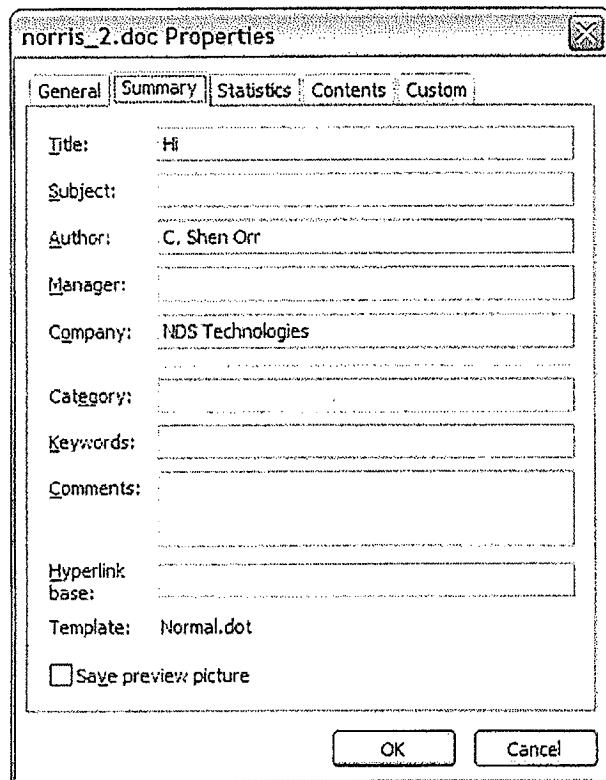 norris_2.doc Properties
General Summary Statistics Contents Custom
Title: Hi
Subject:
Author: C. Shen Orr
Manager:
Company: NDS Technologies
Category:
Keywords:
Comments:
Hyperlink
base:
Template: Normal.dot
Save preview picture
OK Cancel